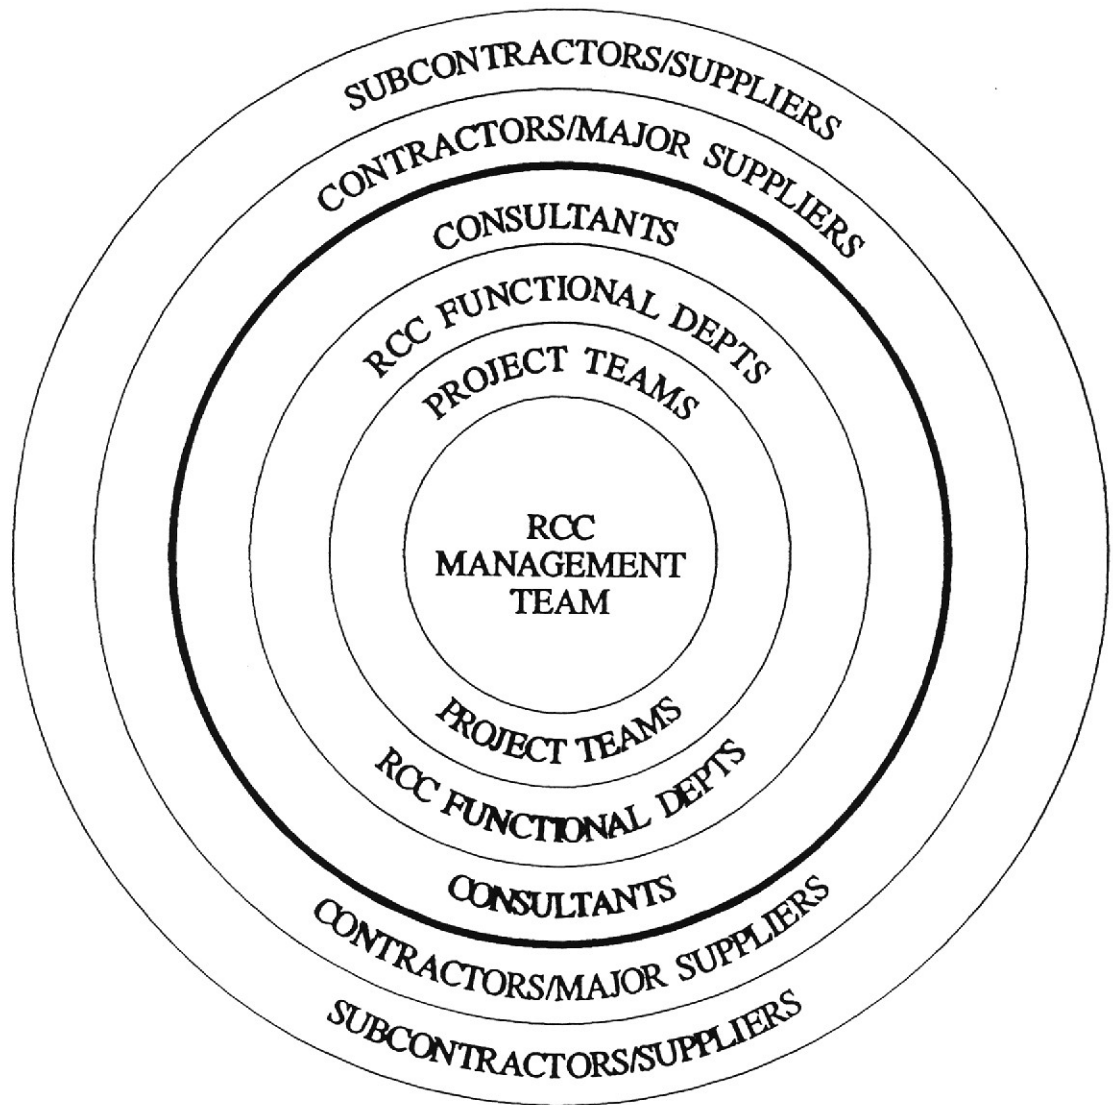 SUBCONTRACTORS/SUPPLIERS
CONTRACTORS/MAJOR SUPPLIERS
CONSULTANTS
RCC FUNCTIONAL DEPTS
PROJECT TEAMS
RCC
MANAGEMENT
TEAM
PROJECT TEAMS
RCC FUNCTIONAL DEPTS
CONSULTANTS
CONTRACTORS/MAJOR SUPPLIERS
SUBCONTRACTORS/SUPPLIERS